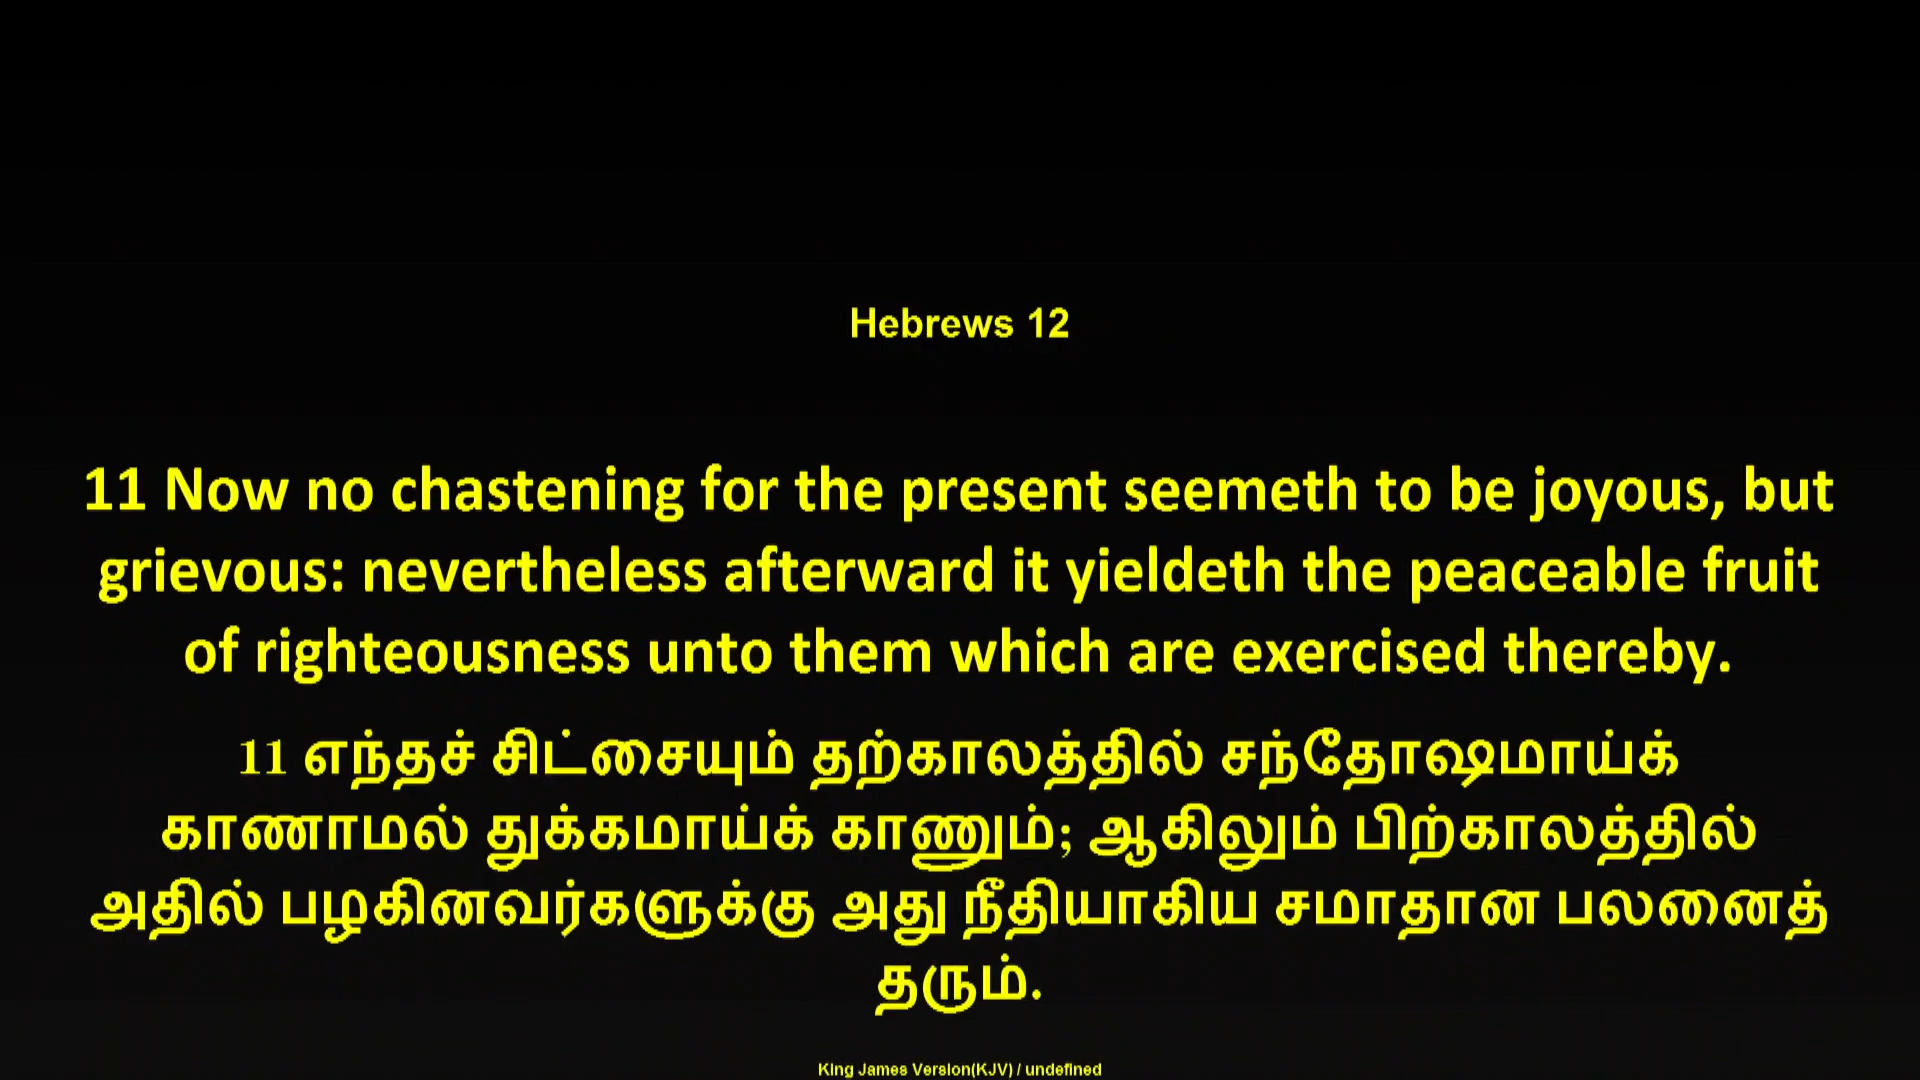 Hebrews 12
11 Now no chastening for the present seemeth to be joyous, but
grievous: nevertheless afterward it yieldeth the peaceable fruit
of righteousness unto them which are exercised thereby.
11 எந்தச் சிட்சையும் தற்காலத்தில் சந்தோஷமாய்க்
காணாமல் துக்கமாய்க் காணும்; ஆகிலும் பிற்காலத்தில்
அதில் பழகினவர்களுக்கு அது நீதியாகிய சமாதான பலனைத்
தரும்.
King James Version(KJV) / undefined